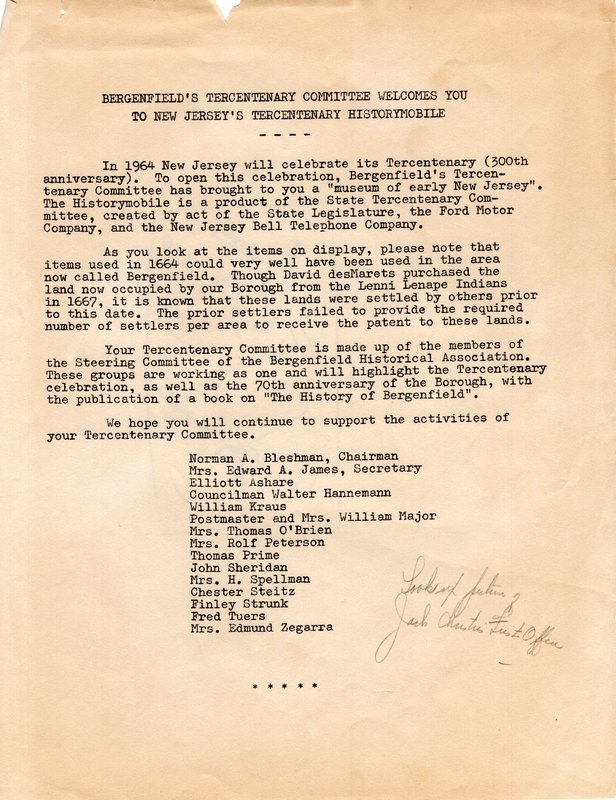 BERGENFIELD'S TERCENTENARY COMMITTEE WELCOMES YOU
TO NEW JERSEY'S TERCENTENARY HISTORYMOBILE
- - - -
In 1964 New Jersey will celebrate its Tercentenary (300th
anniversary). To open this celebration, Bergenfield's Tercen-
tenary Committee has brought to you a "museum of early New Jersey".
The Historymobile is a product of the State Tercentenary Com-
mittee, created by act of the State Legislature, the Ford Motor
Company, and the New Jersey Bell Telephone Company.
As you look at the items on display, please note that
items used in 1664 could very well have been used in the area
now called Bergenfield. Though David desMarets purchased the
land now occupied by our Borough from the Lenni Lenape Indians
in 1667, it is known that these lands were settled by others prior
to this date. The prior settlers failed to provide the required
number of settlers per area to receive the patent to these lands.
Your Tercentenary Committee is made up of the members of
the Steering Committee of the Bergenfield Historical Association.
These groups are working as one and will highlight the Tercentenary
celebration, as well as the 70th anniversary of the Borough, with
the publication of a book on "The History of Bergenfield".
We hope you will continue to support the activities of
your Tercentenary Committee.
Norman A. Bleshman, Chairman
Mrs. Edward A. James, Secretary
Elliott Ashare
Councilman Walter Hannemann
William Kraus
Postmaster and Mrs. William Major
Mrs. Thomas O'Brien
Mrs. Rolf Peterson
Thomas Prime
John Sheridan
Mrs. H. Spellman
Chester Steitz
Finley Strunk
Fred Tuers
Mrs. Edmund Zegarra
Jack
* * * * *